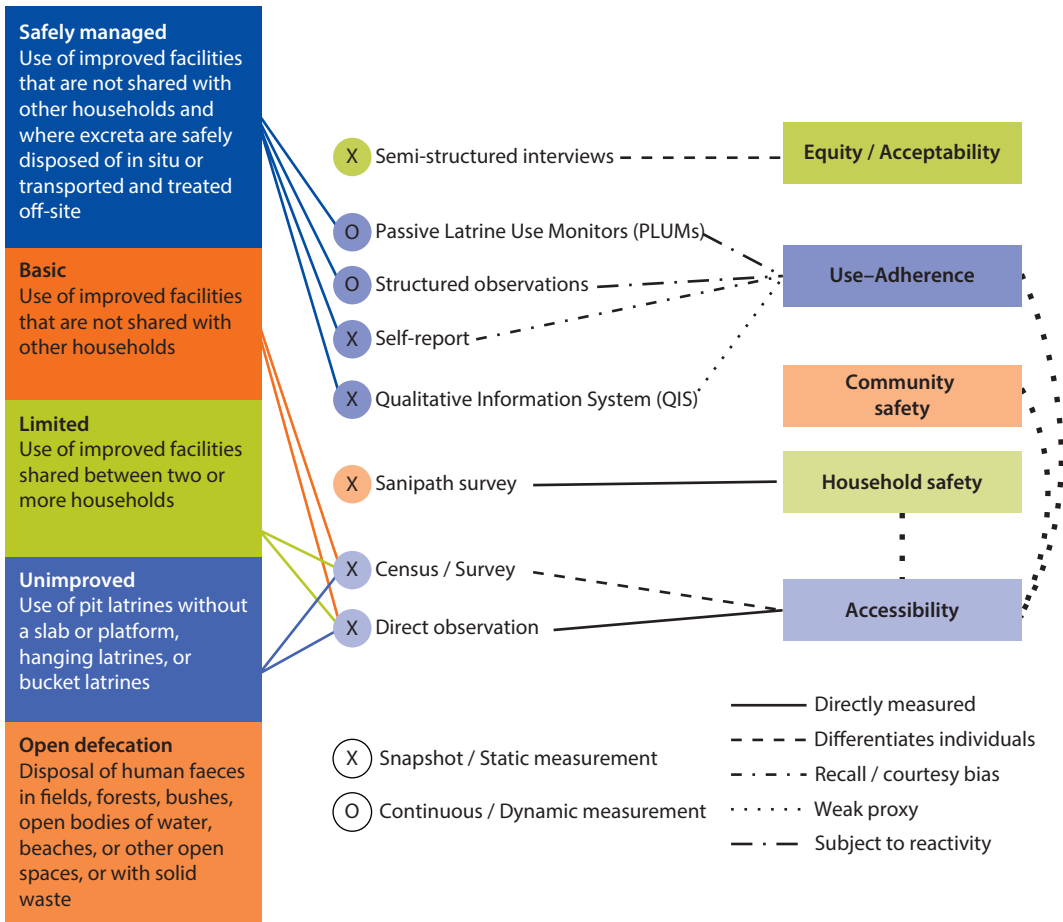 Safely managed
Use of improved facilities
that are not shared with
other households and
where excreta are safely
disposed of in situ or
transported and treated
off-site
Basic
Use of improved facilities
that are not shared with
other households
Limited
Use of improved facilities
shared between two or
more households
Unimproved
Use of pit latrines without
a slab or platform,
hanging latrines, or
bucket latrines
Open defecation
Disposal of human faeces
in fields, forests, bushes,
open bodies of water,
beaches, or other open
spaces, or with solid
waste
X Semi-structured interviews
O Passive Latrine Use Monitors (PLUMs)
O Structured observations
X Self-report
X Qualitative Information System (QIS)
X Sanipath survey
X Census / Survey
X Direct observation
X Snapshot / Static measurement
O Continuous / Dynamic measurement
Equity / Acceptability
Use–Adherence
Community
safety
Household safety
Accessibility
Directly measured
Differentiates individuals
Recall / courtesy bias
Weak proxy
Subject to reactivity